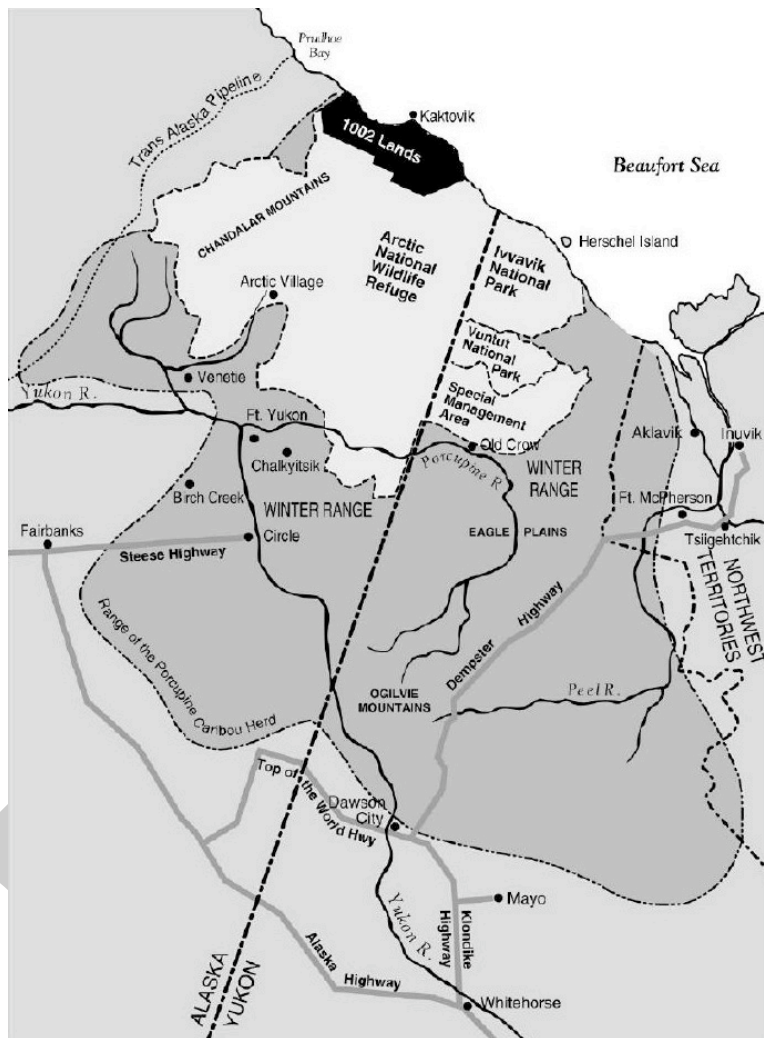 Prudhoe
Bay
Trans Alaska Pipeline
Kaktovik
1002 Lands
Beaufort Sea
CHANDALAR MOUNTAINS
Arctic
National
Wildlife
Refuge
Ivvavik
National
Park
Herschel Island
Arctic Village
Vuntut
National
Park
Venetie
Yukon R.
Special
Management
Area
Ft. Yukon
Old Crow
Aklavik
Inuvik
Chalkyitsik
Porcupine R.
WINTER
RANGE
Birch Creek
WINTER RANGE
Ft. McPherson
Fairbanks
Circle
EAGLE PLAINS
Tsiigehtchik
Steese Highway
NORTHWEST
TERRITORIES
Dempster Highway
Range of the Porcupine
Caribou Herd
OGILVIE
MOUNTAINS
Peel R.
Top of the World Hwy
Dawson
City
Mayo
Yukon R.
Klondike
Highway
Alaska Highway
Whitehorse
ALASKA
YUKON